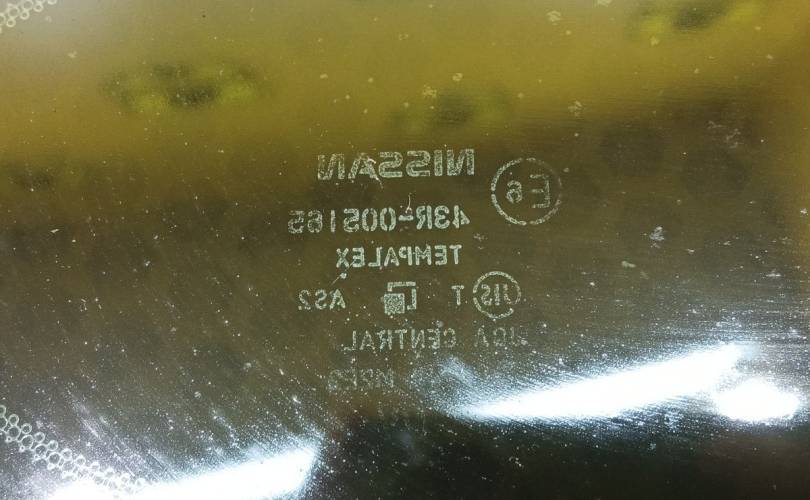 NISSAN
E6
43R-005165
TEMPALEX
JIS T AS2
CENTRAL